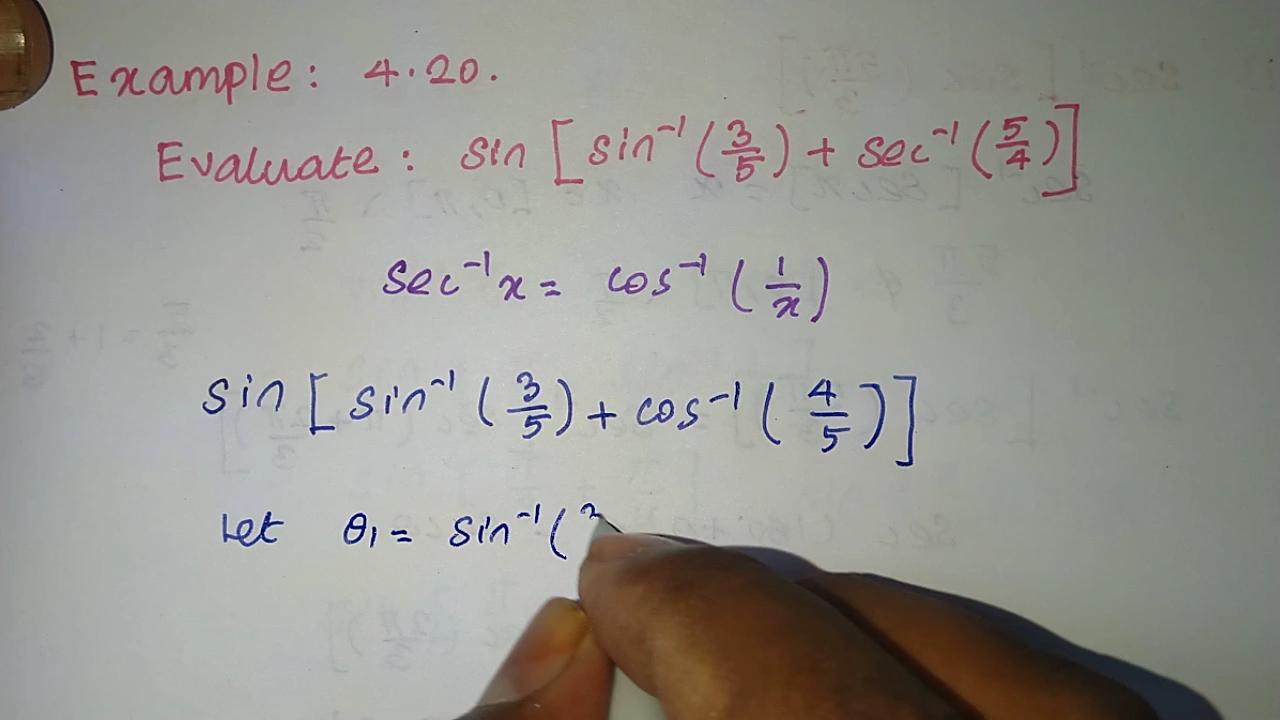 Example: 4.20.
Evaluate: sin [sin⁻¹ (3/5) + sec⁻¹ (5/4)]
sec⁻¹x = cos⁻¹ (1/x)
sin [sin⁻¹ (3/5) + cos⁻¹ (4/5)]
Let θ₁ = sin⁻¹ (3